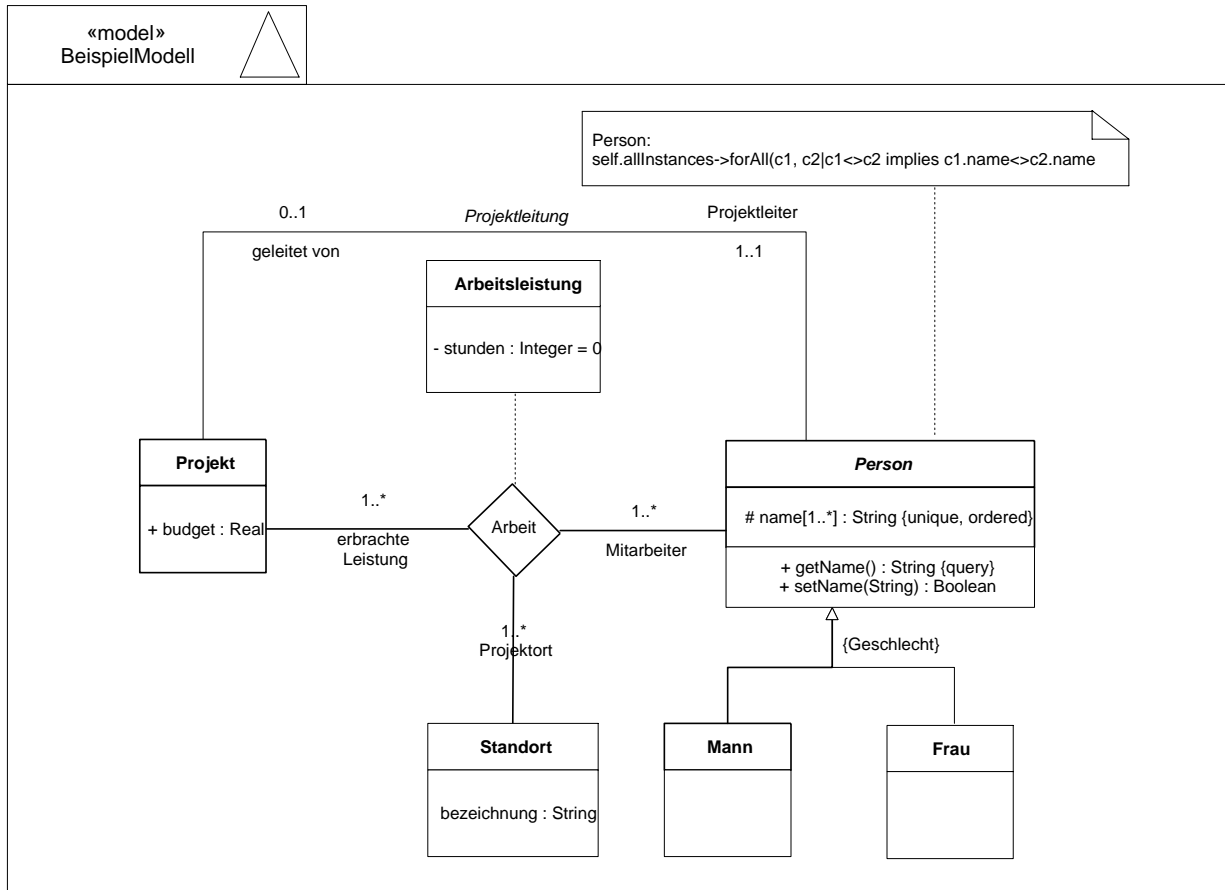 «model»
BeispielModell
Person:
self.allInstances->forAll(c1, c2|c1<>c2 implies c1.name<>c2.name
0..1
Projektleitung
Projektleiter
geleitet von
1..1
Arbeitsleistung
- stunden : Integer = 0
Projekt
+ budget : Real
1..*
erbrachte
Leistung
Arbeit
1..*
Mitarbeiter
Person
# name[1..*] : String {unique, ordered}
+ getName() : String {query}
+ setName(String) : Boolean
1..*
Projektort
{Geschlecht}
Standort
bezeichnung : String
Mann
Frau